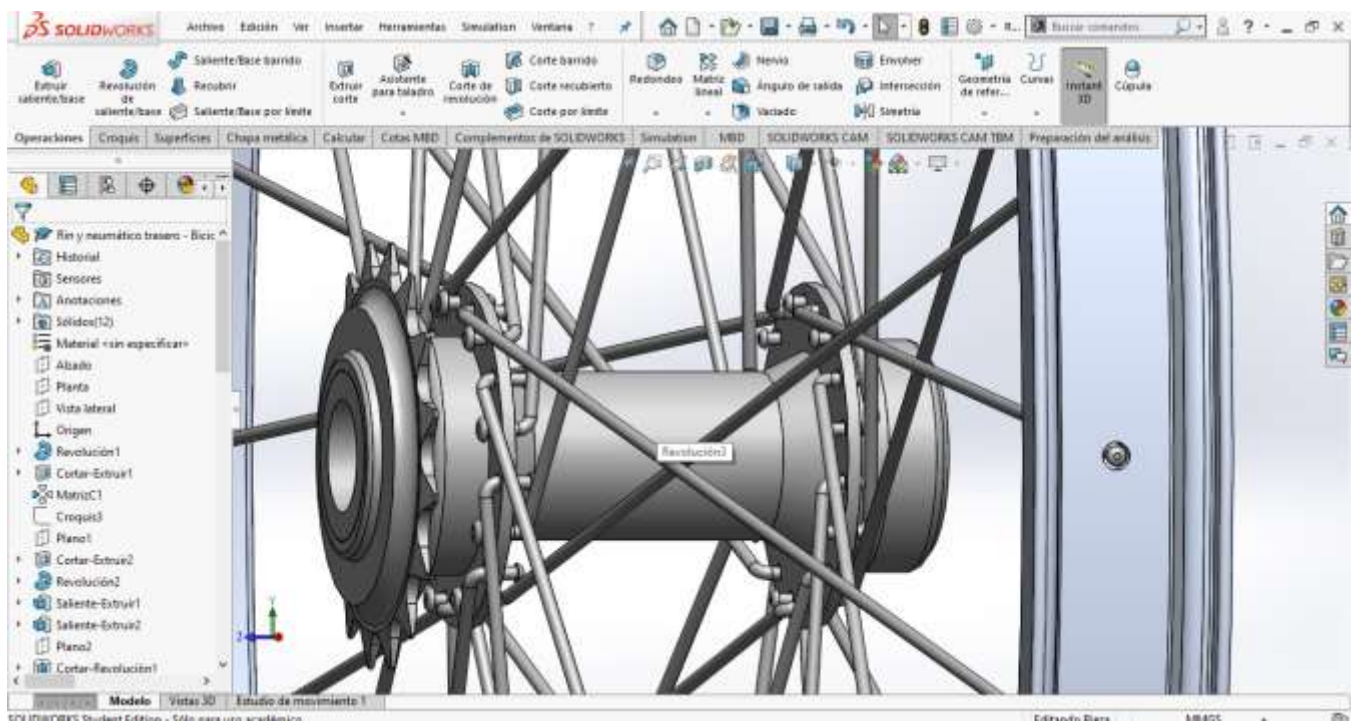 SOLIDWORKS
Archivo Edición Ver Insertar Herramientas Simulation Ventana ?
Buscar comandos
Extruir saliente/base
Revolución de saliente/base
Saliente/Base barrido
Recubrir
Saliente/Base por límite
Extruir corte
Asistente para taladro
Corte de revolución
Corte barrido
Corte recubierto
Corte por límite
Redondeo
Matriz lineal
Nervio
Ángulo de salida
Vaciado
Envolver
Intersección
Simetría
Geometría de refer...
Curvas
Instant 3D
Cúpula
Operaciones Croquis Superficies Chapa metálica Calcular Cotas MBD Complementos de SOLIDWORKS Simulation MBD SOLIDWORKS CAM SOLIDWORKS CAM TBM Preparación del análisis
Rin y neumático trasero - Bicic
Historial
Sensores
Anotaciones
Sólidos(12)
Material <sin especificar>
Alzado
Planta
Vista lateral
Origen
Revolución1
Cortar-Extruir1
MatrizC1
Croquis3
Plano1
Cortar-Extruir2
Revolución2
Saliente-Extruir1
Saliente-Extruir2
Plano2
Cortar-Revolución1
Revolución3
Y
Z
Modelo Vistas 3D Estudio de movimiento 1
SOLIDWORKS Student Edition - Sólo para uso académico.
Editando Pieza
MMGS